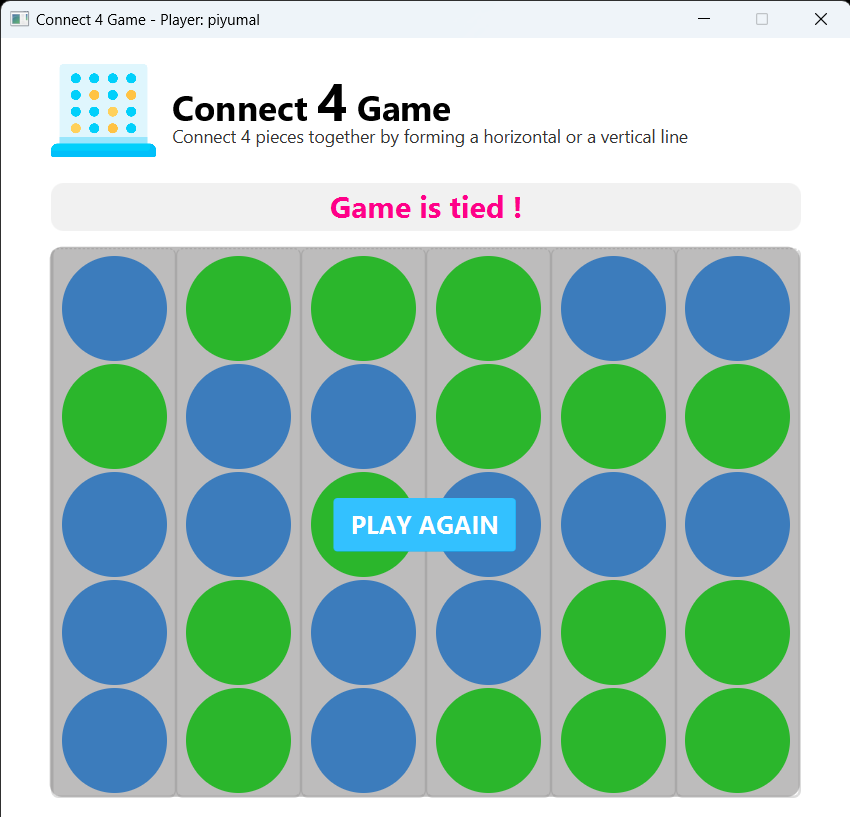 Connect 4 Game - Player: piyumal
Connect 4 Game
Connect 4 pieces together by forming a horizontal or a vertical line
Game is tied !
PLAY AGAIN